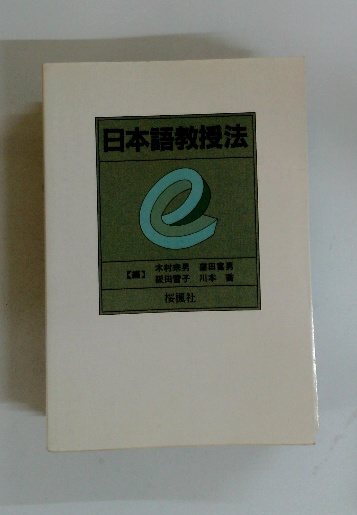 日本語教授法
【編】
木村宗男 窪田富男
阪田雪子 川本喬
桜楓社